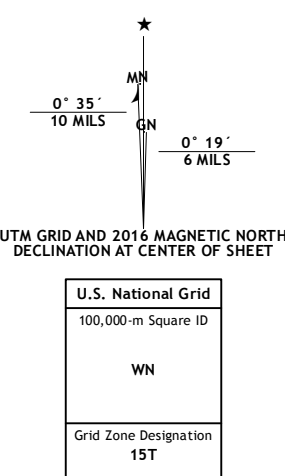 MN
0° 35´
10 MILS
GN
0° 19´
6 MILS
UTM GRID AND 2016 MAGNETIC NORTH
DECLINATION AT CENTER OF SHEET
U.S. National Grid
100,000-m Square ID
WN
Grid Zone Designation
15T